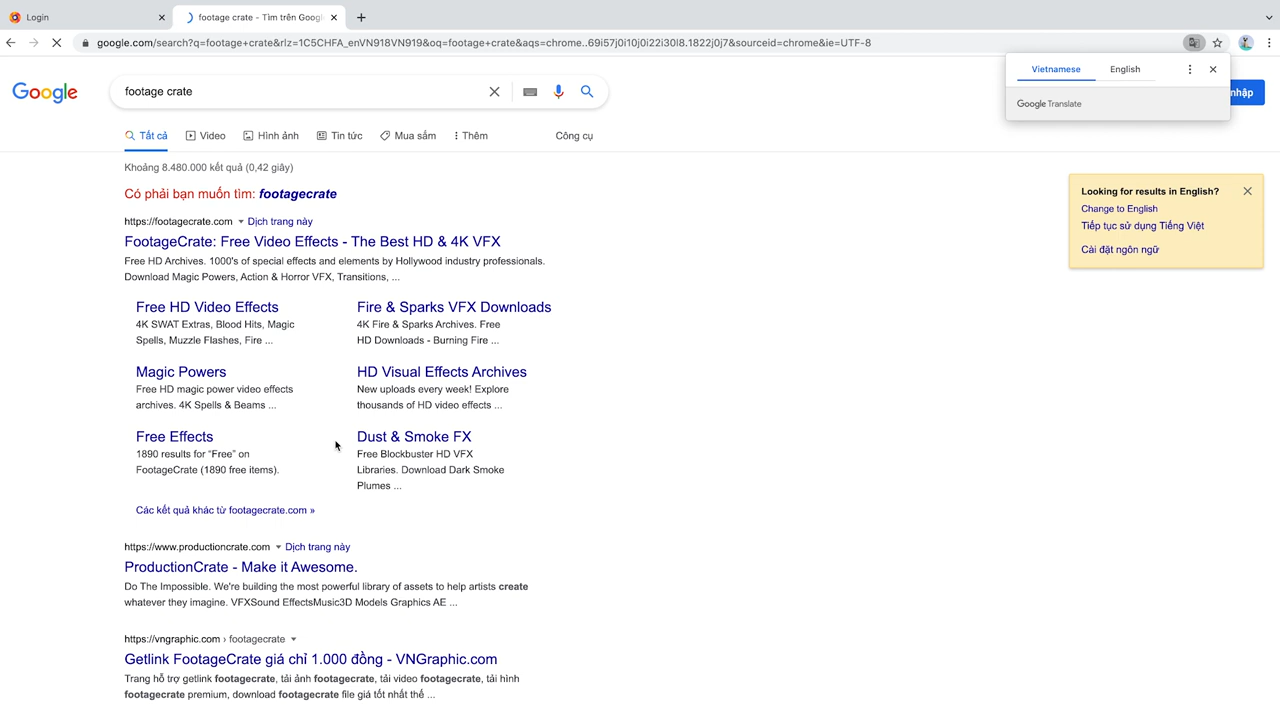 Login
footage crate - Tìm trên Googl
google.com/search?q=footage+crate&rlz=1C5CHFA_enVN918VN919&oq=footage+crate&aqs=chrome..69i57j0i10j0i22i30l8.1822j0j7&sourceid=chrome&ie=UTF-8
Vietnamese English
Google Translate
nhập
Google
footage crate
Tất cả Video Hình ảnh Tin tức Mua sắm Thêm Công cụ
Khoảng 8.480.000 kết quả (0,42 giây)
Có phải bạn muốn tìm: footagecrate
https://footagecrate.com Dịch trang này
FootageCrate: Free Video Effects - The Best HD & 4K VFX
Free HD Archives. 1000's of special effects and elements by Hollywood industry professionals.
Download Magic Powers, Action & Horror VFX, Transitions, ...
Free HD Video Effects
4K SWAT Extras, Blood Hits, Magic
Spells, Muzzle Flashes, Fire ...
Fire & Sparks VFX Downloads
4K Fire & Sparks Archives. Free
HD Downloads - Burning Fire ...
Magic Powers
Free HD magic power video effects
archives. 4K Spells & Beams ...
HD Visual Effects Archives
New uploads every week! Explore
thousands of HD video effects ...
Free Effects
1890 results for “Free” on
FootageCrate (1890 free items).
Dust & Smoke FX
Free Blockbuster HD VFX
Libraries. Download Dark Smoke
Plumes ...
Các kết quả khác từ footagecrate.com »
https://www.productioncrate.com Dịch trang này
ProductionCrate - Make it Awesome.
Do The Impossible. We're building the most powerful library of assets to help artists create
whatever they imagine. VFXSound EffectsMusic3D Models Graphics AE ...
https://vngraphic.com › footagecrate
Getlink FootageCrate giá chỉ 1.000 đồng - VNGraphic.com
Trang hỗ trợ getlink footagecrate, tải ảnh footagecrate, tải video footagecrate, tải hình
footagecrate premium, download footagecrate file giá tốt nhất thế ...
Looking for results in English?
Change to English
Tiếp tục sử dụng Tiếng Việt
Cài đặt ngôn ngữ